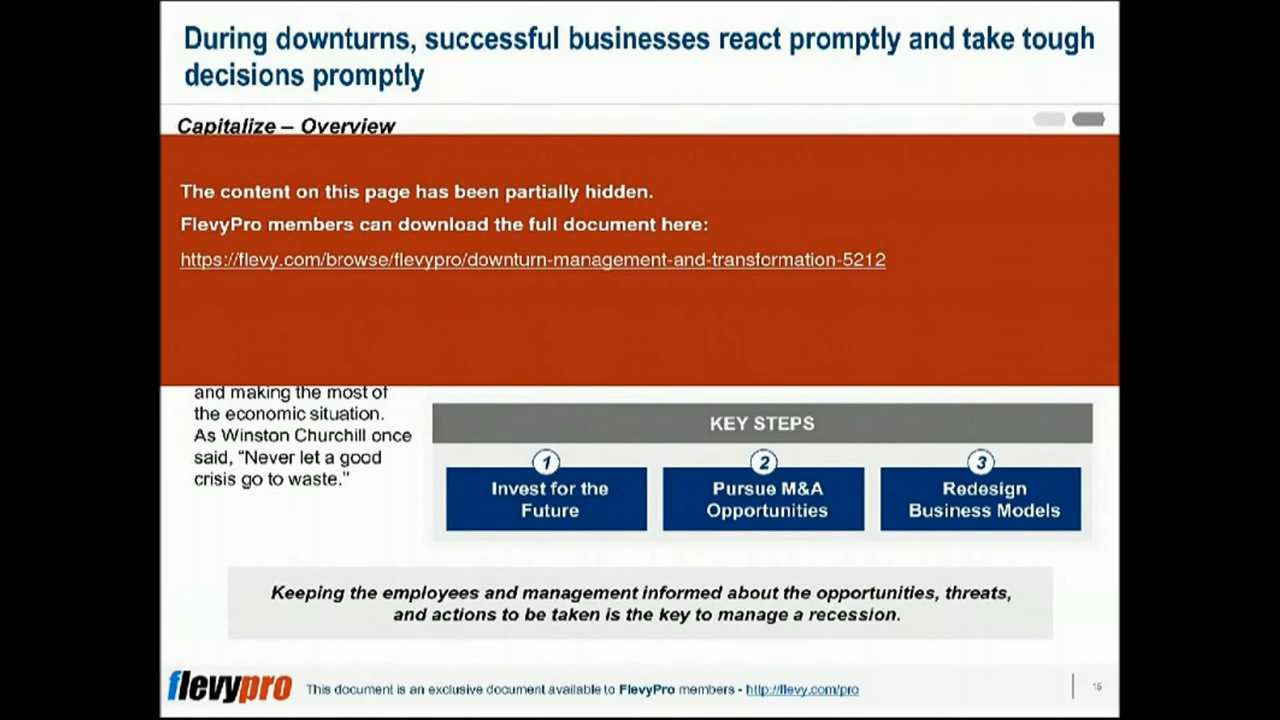 During downturns, successful businesses react promptly and take tough
decisions promptly
Capitalize – Overview
The content on this page has been partially hidden.
FlevyPro members can download the full document here:
https://flevy.com/browse/flevypro/downturn-management-and-transformation-5212
and making the most of
the economic situation.
As Winston Churchill once
said, “Never let a good
crisis go to waste.”
KEY STEPS
1
Invest for the
Future
2
Pursue M&A
Opportunities
3
Redesign
Business Models
Keeping the employees and management informed about the opportunities, threats,
and actions to be taken is the key to manage a recession.
flevypro
This document is an exclusive document available to FlevyPro members - http://flevy.com/pro
15